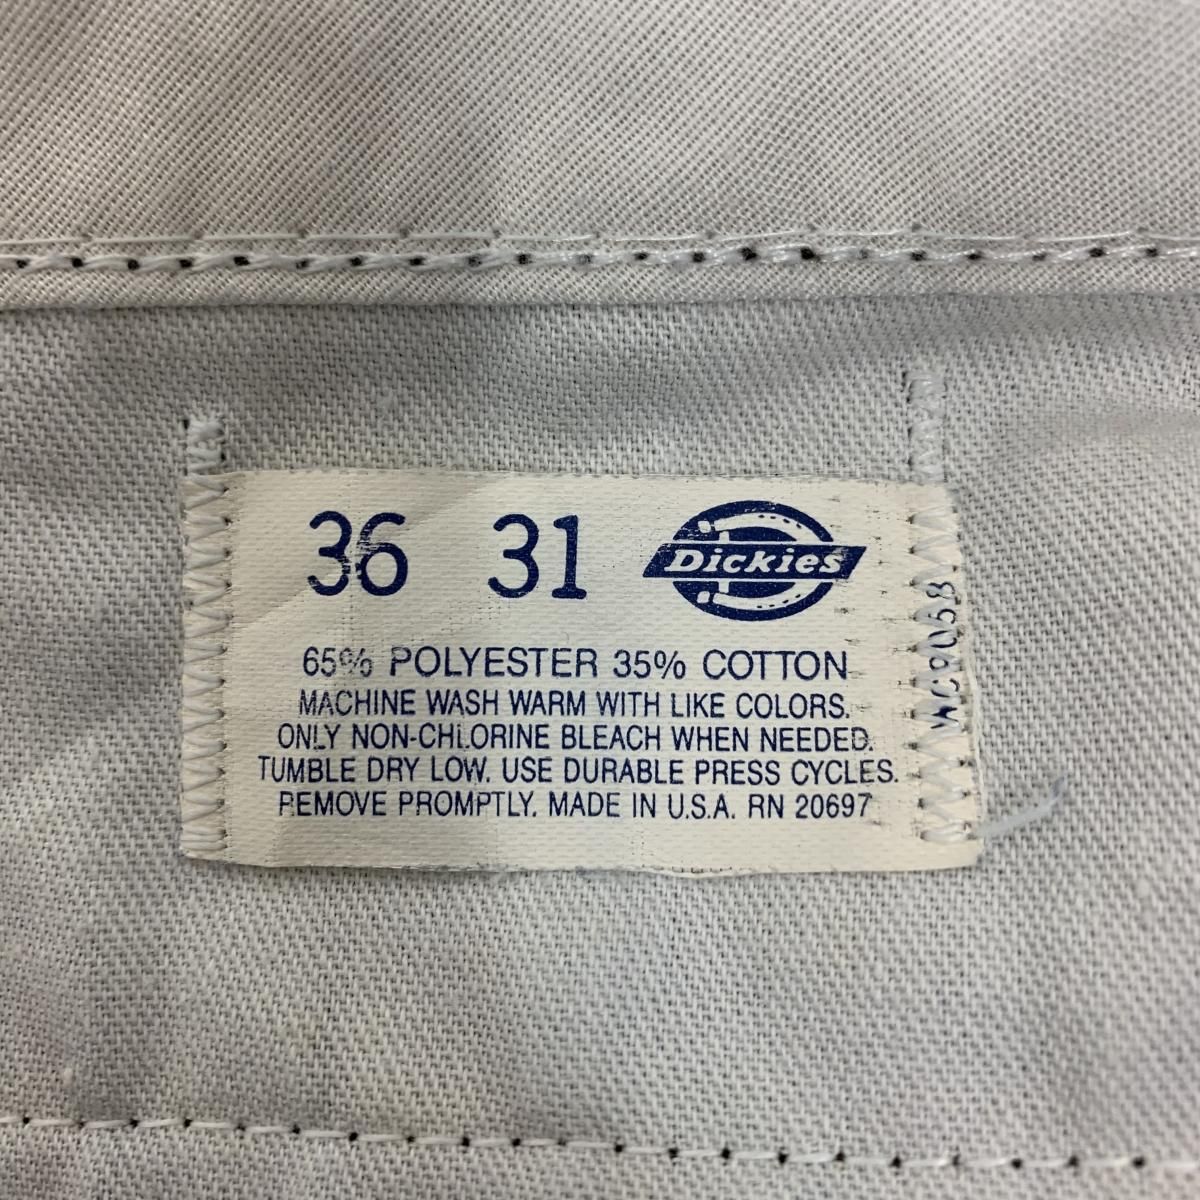 36 31 Dickies
65% POLYESTER 35% COTTON
MACHINE WASH WARM WITH LIKE COLORS.
ONLY NON-CHLORINE BLEACH WHEN NEEDED.
TUMBLE DRY LOW. USE DURABLE PRESS CYCLES.
REMOVE PROMPTLY. MADE IN U.S.A. RN 20697